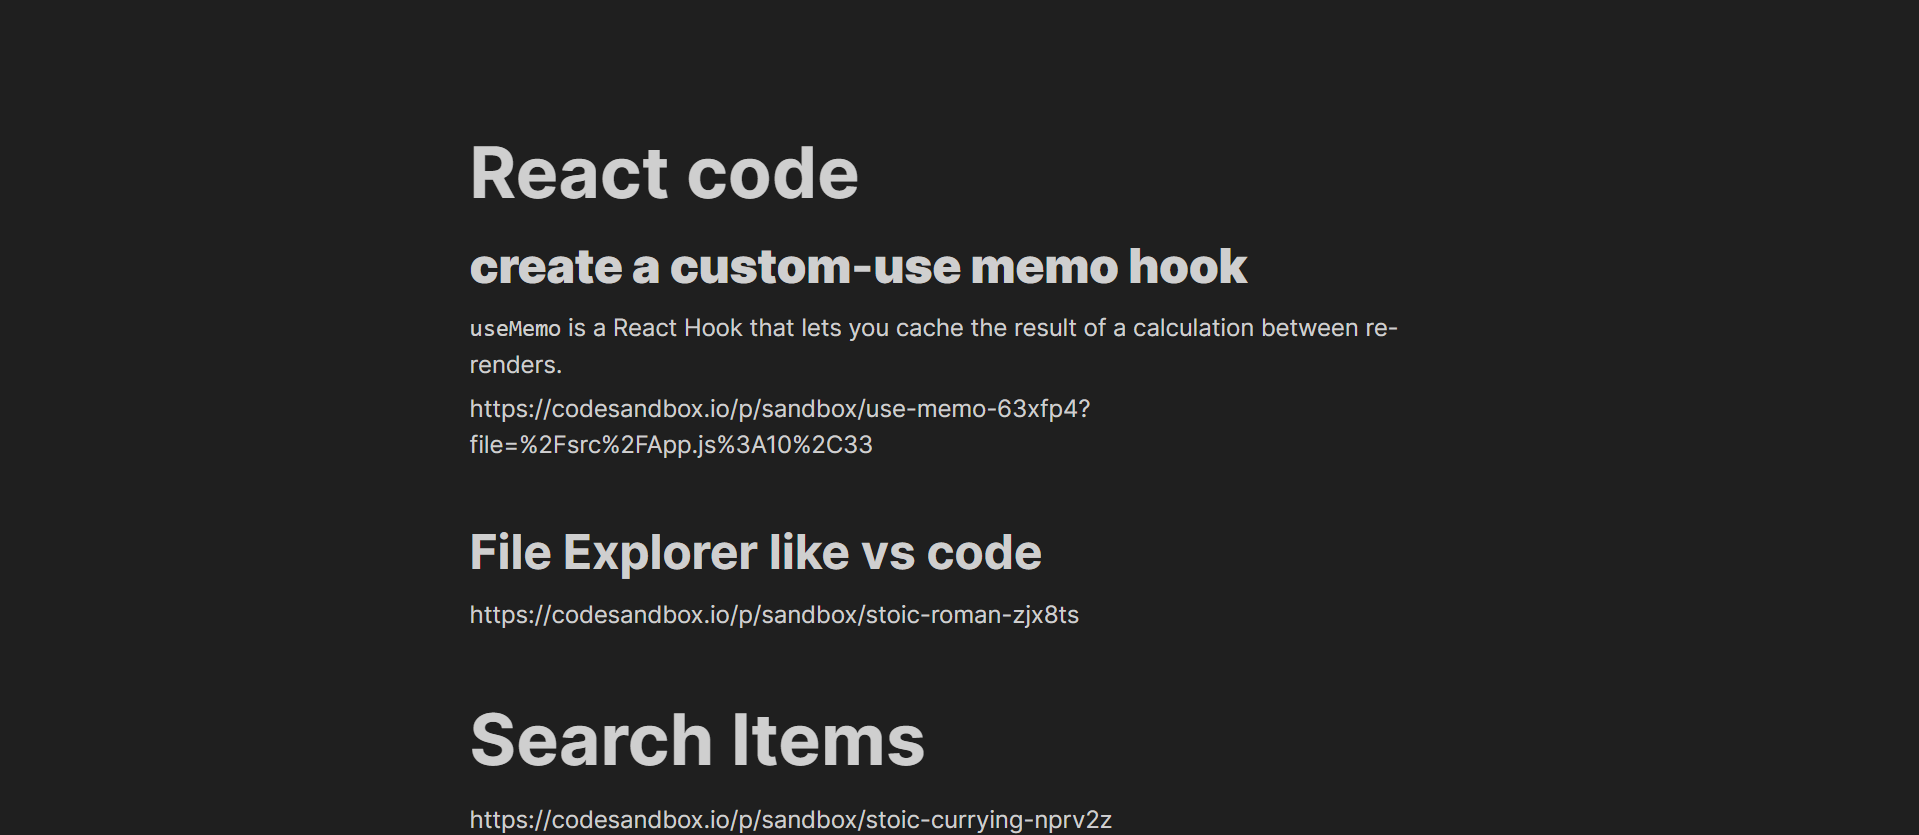 React code
create a custom-use memo hook
useMemo is a React Hook that lets you cache the result of a calculation between re-
renders.
https://codesandbox.io/p/sandbox/use-memo-63xfp4?
file=%2Fsrc%2FApp.js%3A10%2C33
File Explorer like vs code
https://codesandbox.io/p/sandbox/stoic-roman-zjx8ts
Search Items
https://codesandbox.io/p/sandbox/stoic-currying-nprv2z